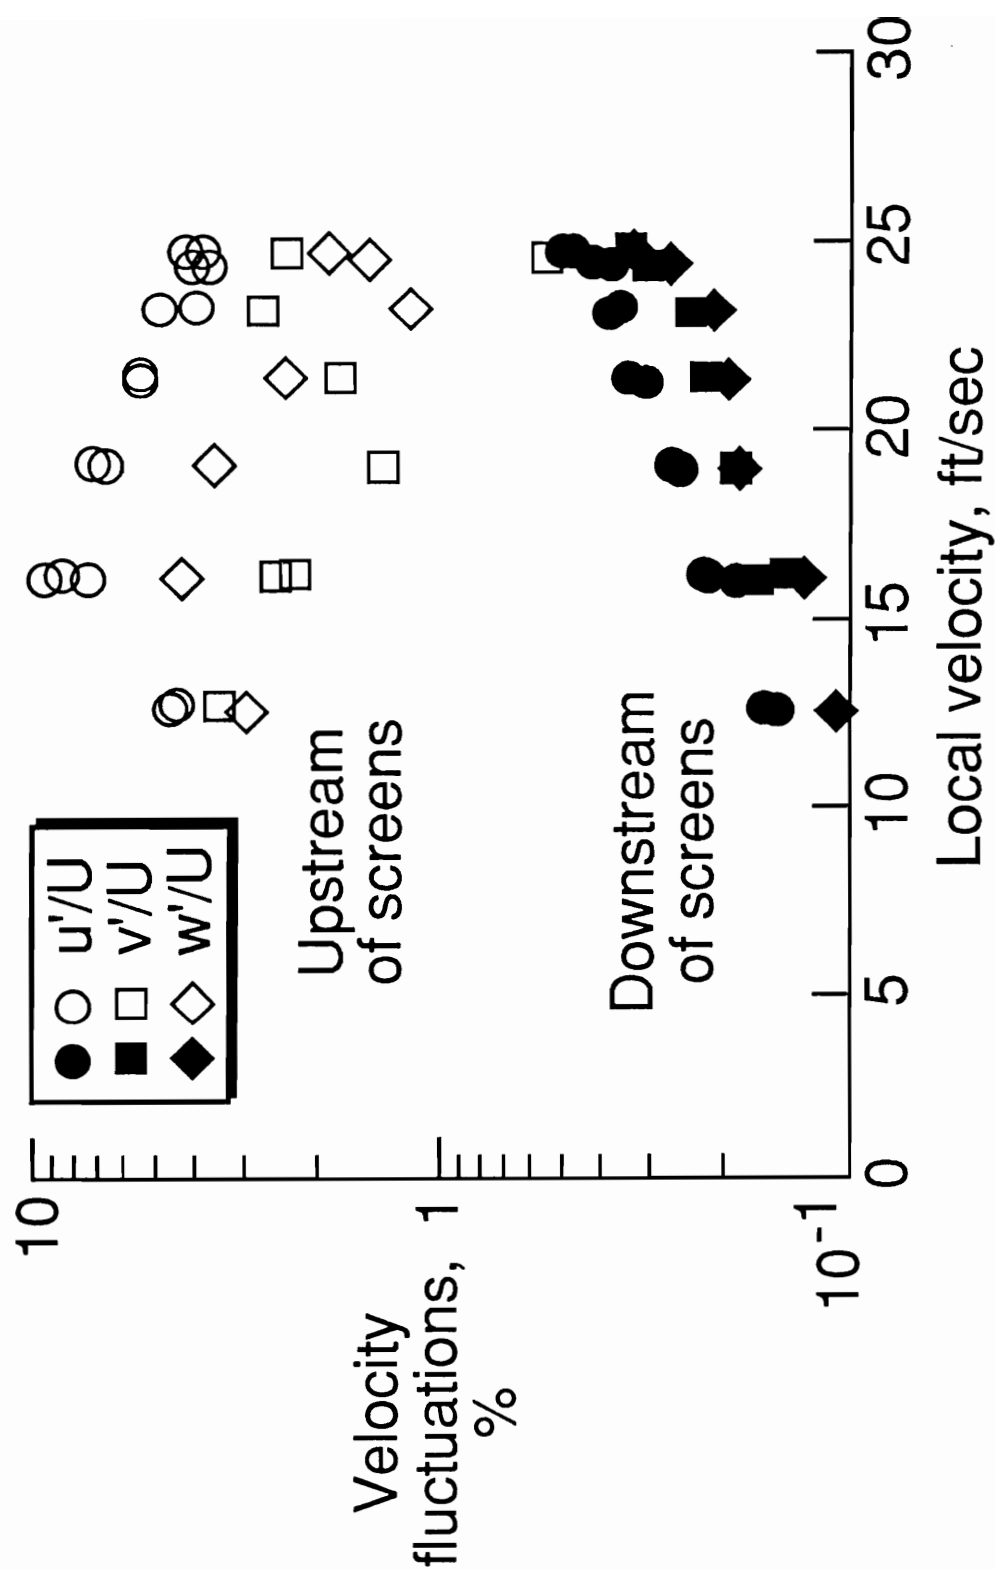 10
1
10-1
Velocity
fluctuations,
%
u'/U
v'/U
w'/U
Upstream
of screens
Downstream
of screens
0
5
10
15
20
25
30
Local velocity, ft/sec